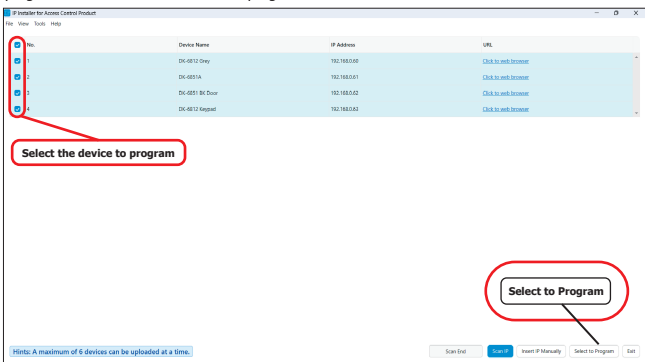 IP Installer for Access Control Product
File View Tools Help
No. Device Name IP Address URL
1 DK-6812 Grey 192.168.0.60 Click to web browser
2 DK-6851A 192.168.0.61 Click to web browser
3 DK-6851 BK Door 192.168.0.62 Click to web browser
4 DK-6812 Keypad 192.168.0.63 Click to web browser
Select the device to program
Select to Program
Hints: A maximum of 6 devices can be uploaded at a time. Scan End Scan IP Insert IP Manually Select to Program Exit